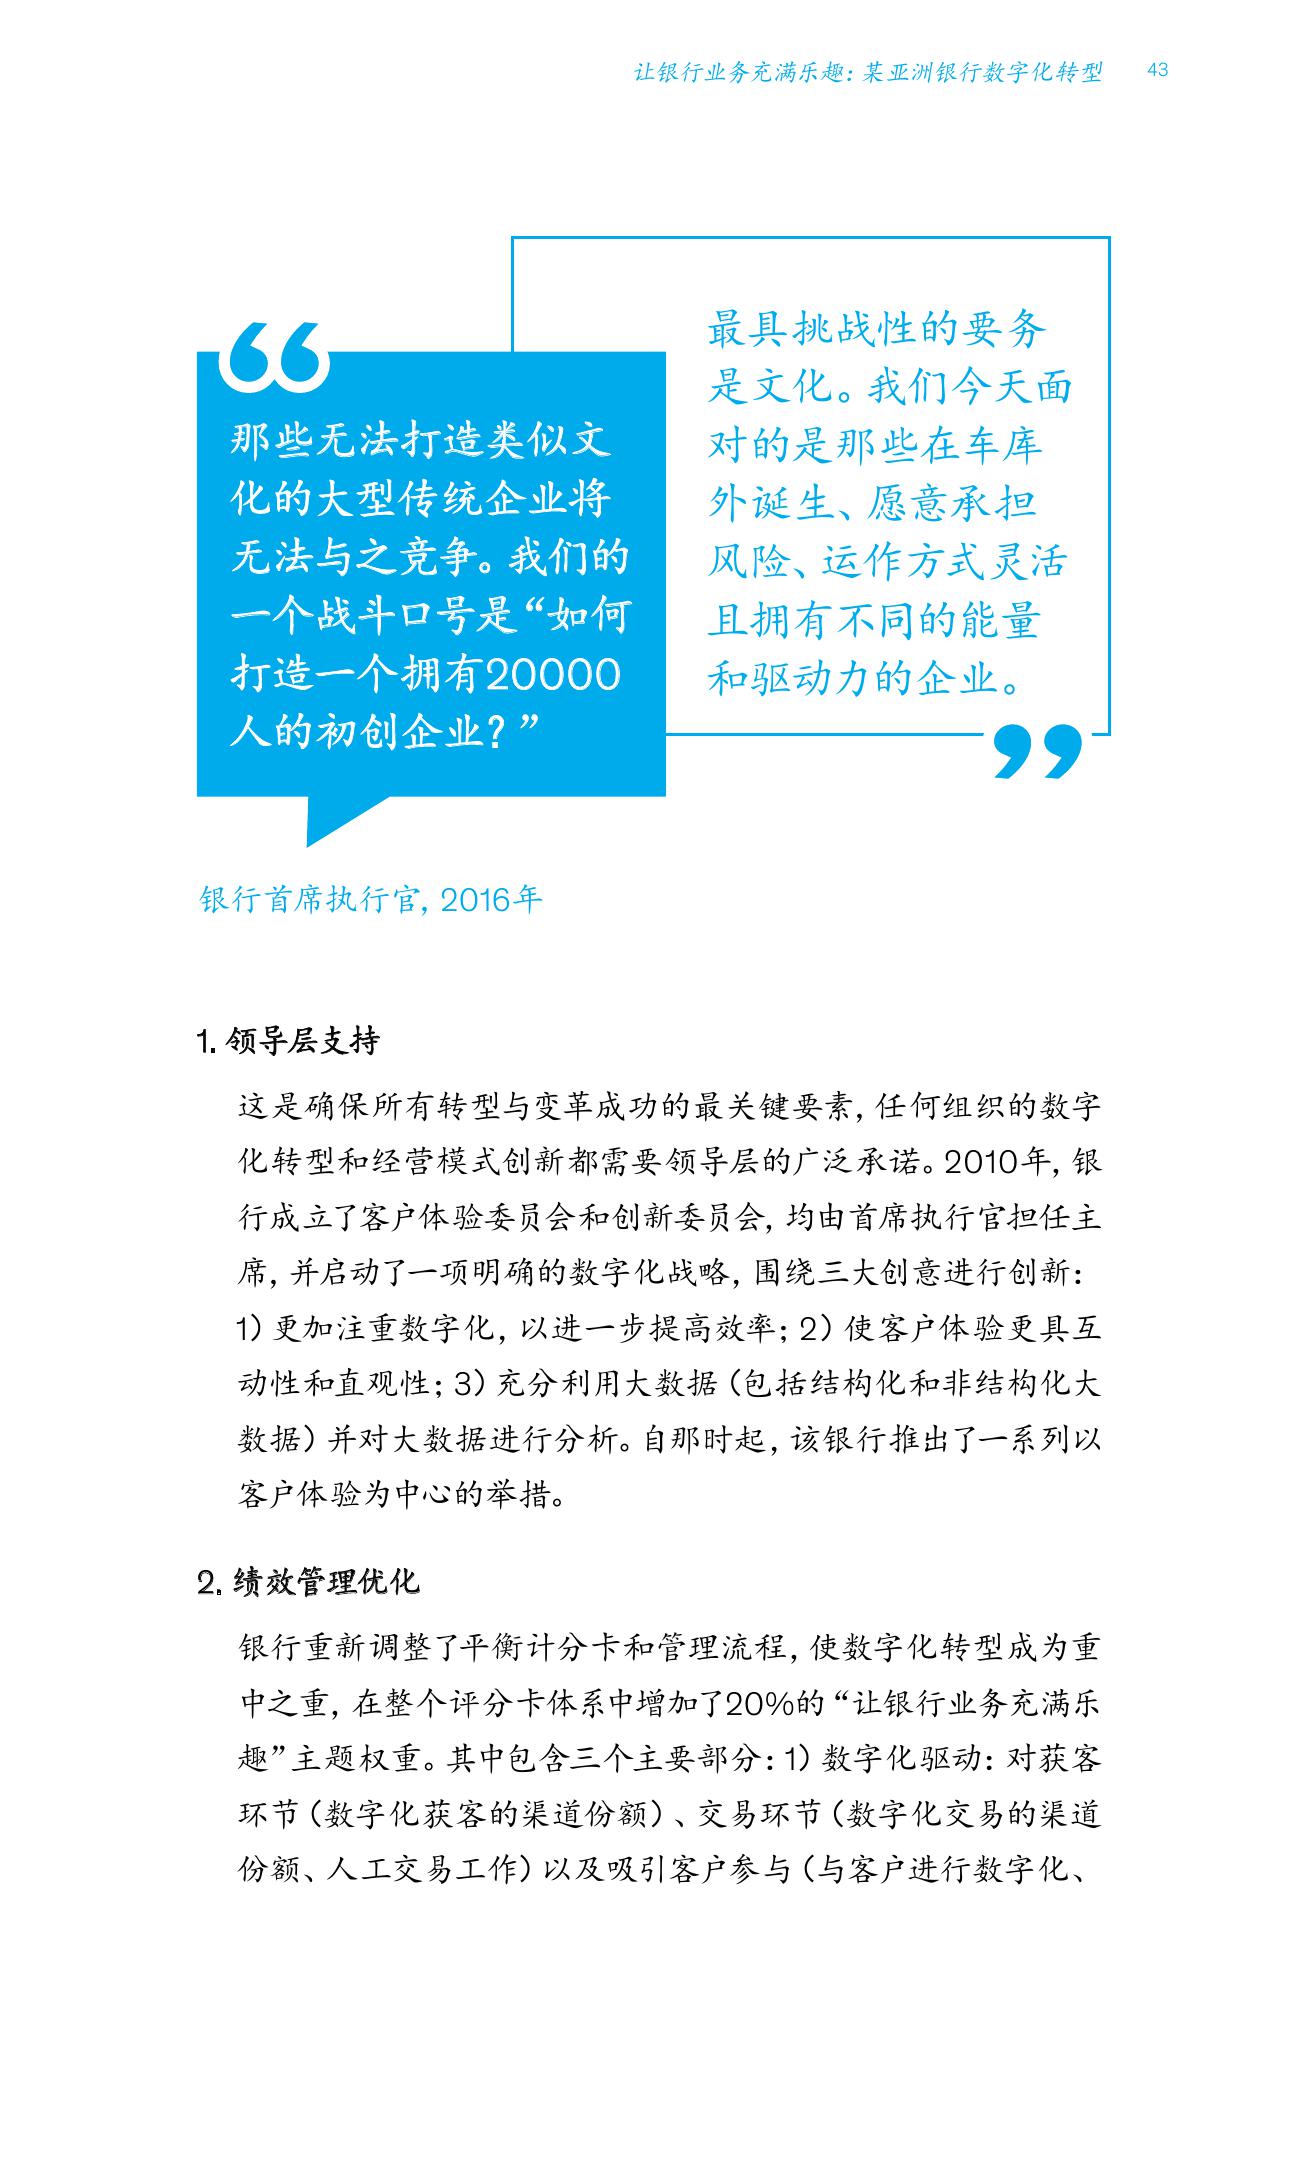 让银行业务充满乐趣：某亚洲银行数字化转型 43
“
那些无法打造类似文
化的大型传统企业将
无法与之竞争。我们的
一个战斗口号是“如何
打造一个拥有20000
人的初创企业？”
最具挑战性的要务
是文化。我们今天面
对的是那些在车库
外诞生、愿意承担
风险、运作方式灵活
且拥有不同的能量
和驱动力的企业。
”
银行首席执行官，2016年
1. 领导层支持
这是确保所有转型与变革成功的最关键要素，任何组织的数字
化转型和经营模式创新都需要领导层的广泛承诺。2010年，银
行成立了客户体验委员会和创新委员会，均由首席执行官担任主
席，并启动了一项明确的数字化战略，围绕三大创意进行创新：
1）更加注重数字化，以进一步提高效率；2）使客户体验更具互
动性和直观性；3）充分利用大数据（包括结构化和非结构化大
数据）并对大数据进行分析。自那时起，该银行推出了一系列以
客户体验为中心的举措。
2. 绩效管理优化
银行重新调整了平衡计分卡和管理流程，使数字化转型成为重
中之重，在整个评分卡体系中增加了20%的“让银行业务充满乐
趣”主题权重。其中包含三个主要部分：1）数字化驱动：对获客
环节（数字化获客的渠道份额）、交易环节（数字化交易的渠道
份额、人工交易工作）以及吸引客户参与（与客户进行数字化、